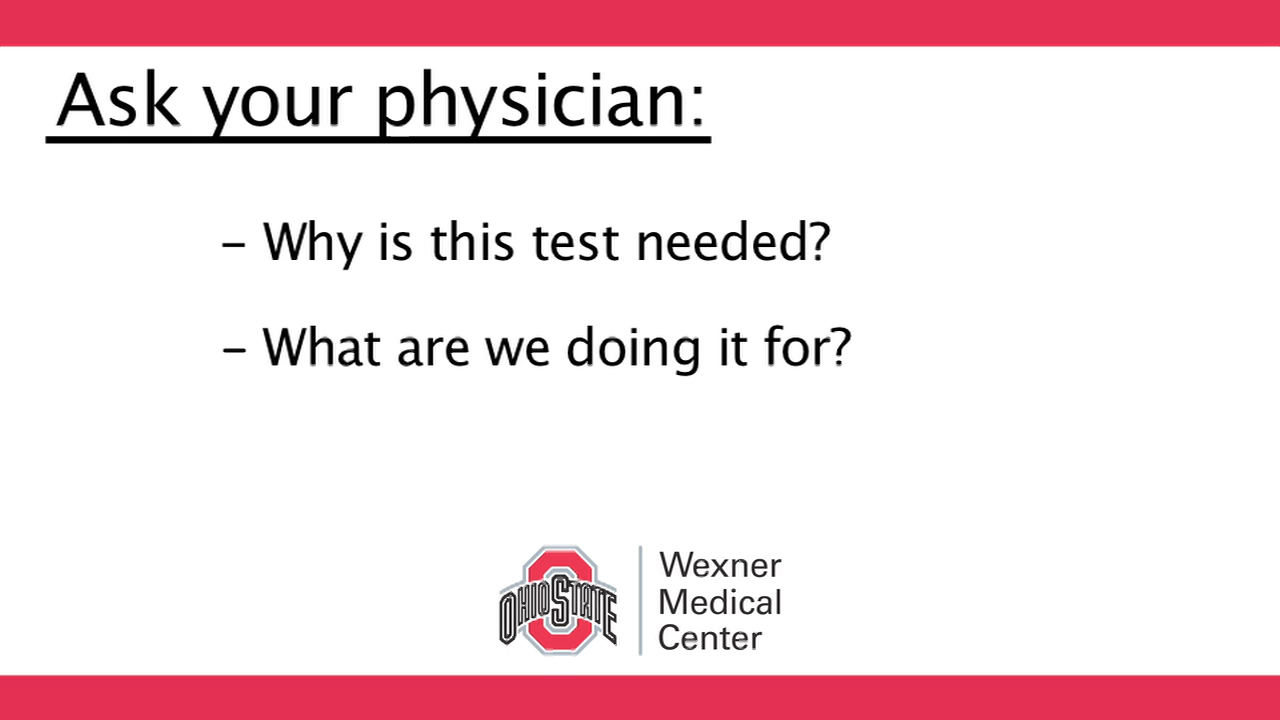 Ask your physician:
– Why is this test needed?
– What are we doing it for?
OHIO STATE
Wexner
Medical
Center